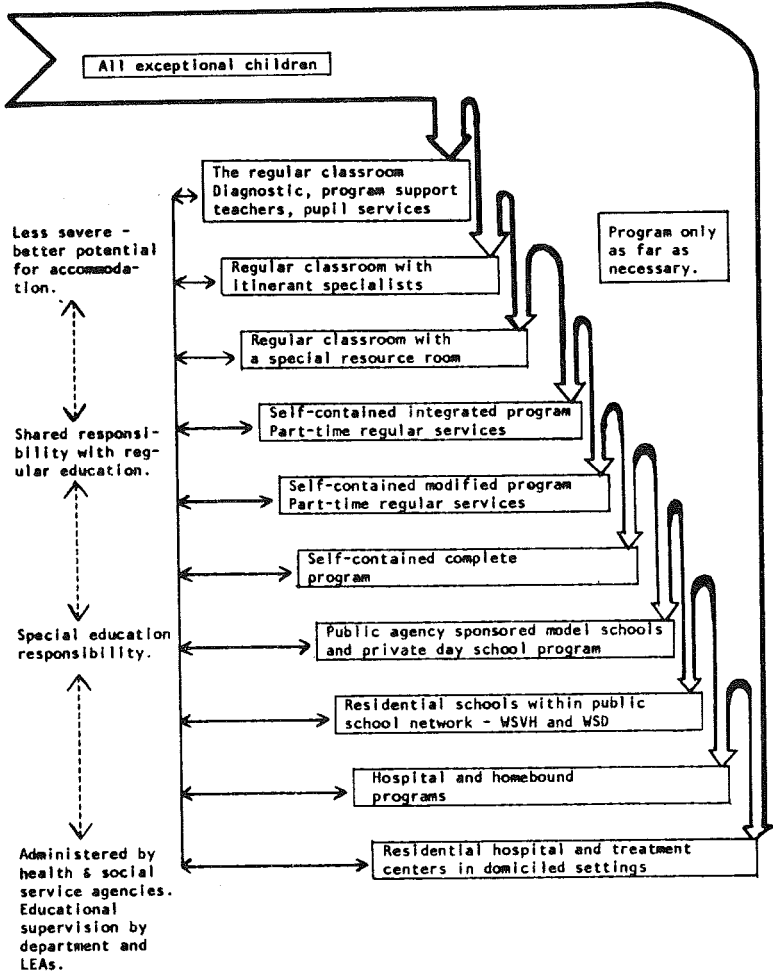 All exceptional children
The regular classroom
Diagnostic, program support
teachers, pupil services
Less severe -
better potential
for accommoda-
tion.
Program only
as far as
necessary.
Regular classroom with
itinerant specialists
Regular classroom with
a special resource room
Self-contained integrated program
Part-time regular services
Shared responsi-
bility with reg-
ular education.
Self-contained modified program
Part-time regular services
Self-contained complete
program
Special education
responsibility.
Public agency sponsored model schools
and private day school program
Residential schools within public
school network - WSVH and WSD
Hospital and homebound
programs
Residential hospital and treatment
centers in domiciled settings
Administered by
health & social
service agencies.
Educational
supervision by
department and
LEAs.